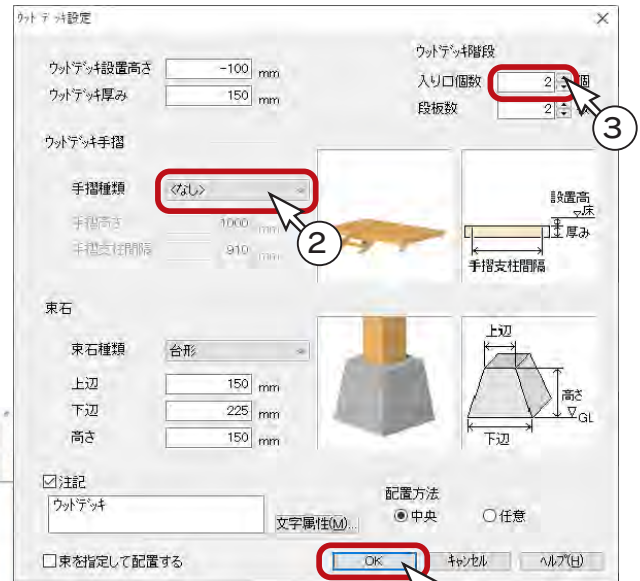 ウッドデッキ設定
ウッドデッキ設置高さ -100 mm
ウッドデッキ厚み 150 mm
ウッドデッキ階段
入り口個数 2 個
段板数 2
3
ウッドデッキ手摺
手摺種類 <なし>
手摺高さ 1000 mm
手摺支柱間隔 910 mm
2
設置高
▽床
厚み
手摺支柱間隔
束石
束石種類 台形
上辺 150 mm
下辺 225 mm
高さ 150 mm
上辺
高さ
▽GL
下辺
注記
ウッドデッキ
文字属性(M)...
配置方法
中央 任意
束を指定して配置する
OK キャンセル ヘルプ(H)